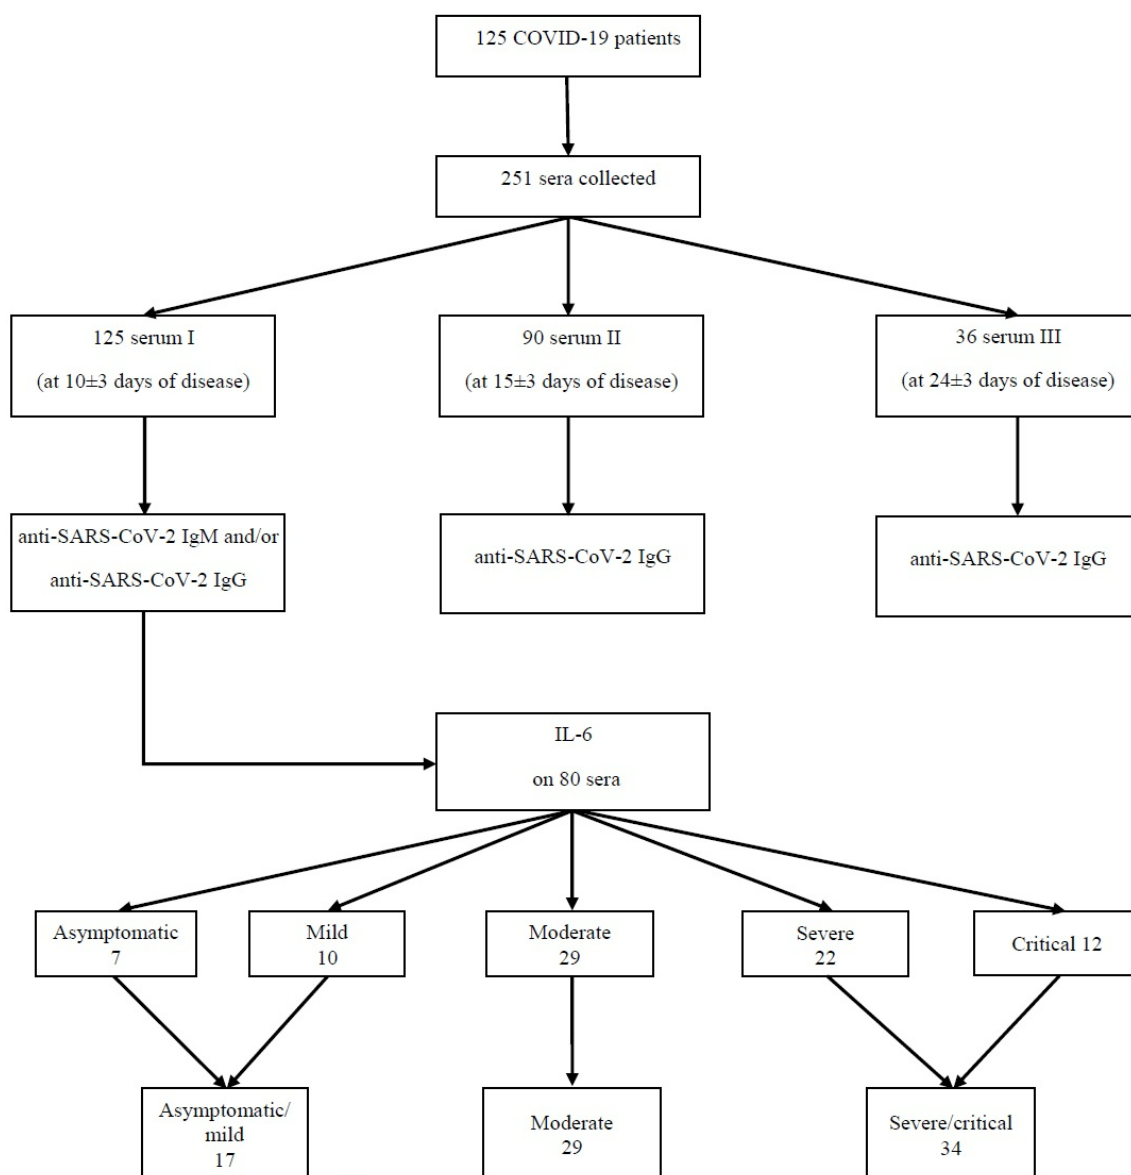 125 COVID-19 patients
251 sera collected
125 serum I
(at 10±3 days of disease)
90 serum II
(at 15±3 days of disease)
36 serum III
(at 24±3 days of disease)
anti-SARS-CoV-2 IgM and/or
anti-SARS-CoV-2 IgG
anti-SARS-CoV-2 IgG
anti-SARS-CoV-2 IgG
IL-6
on 80 sera
Asymptomatic
7
Mild
10
Moderate
29
Severe
22
Critical 12
Asymptomatic/
mild
17
Moderate
29
Severe/critical
34